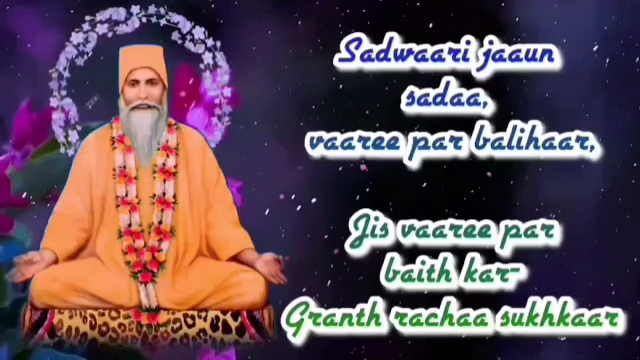 Sadwaari jaaun
sadaa,
vaaree par balihaar,
Jis vaaree par
baith kar-
Granth rachaa sukhkaar